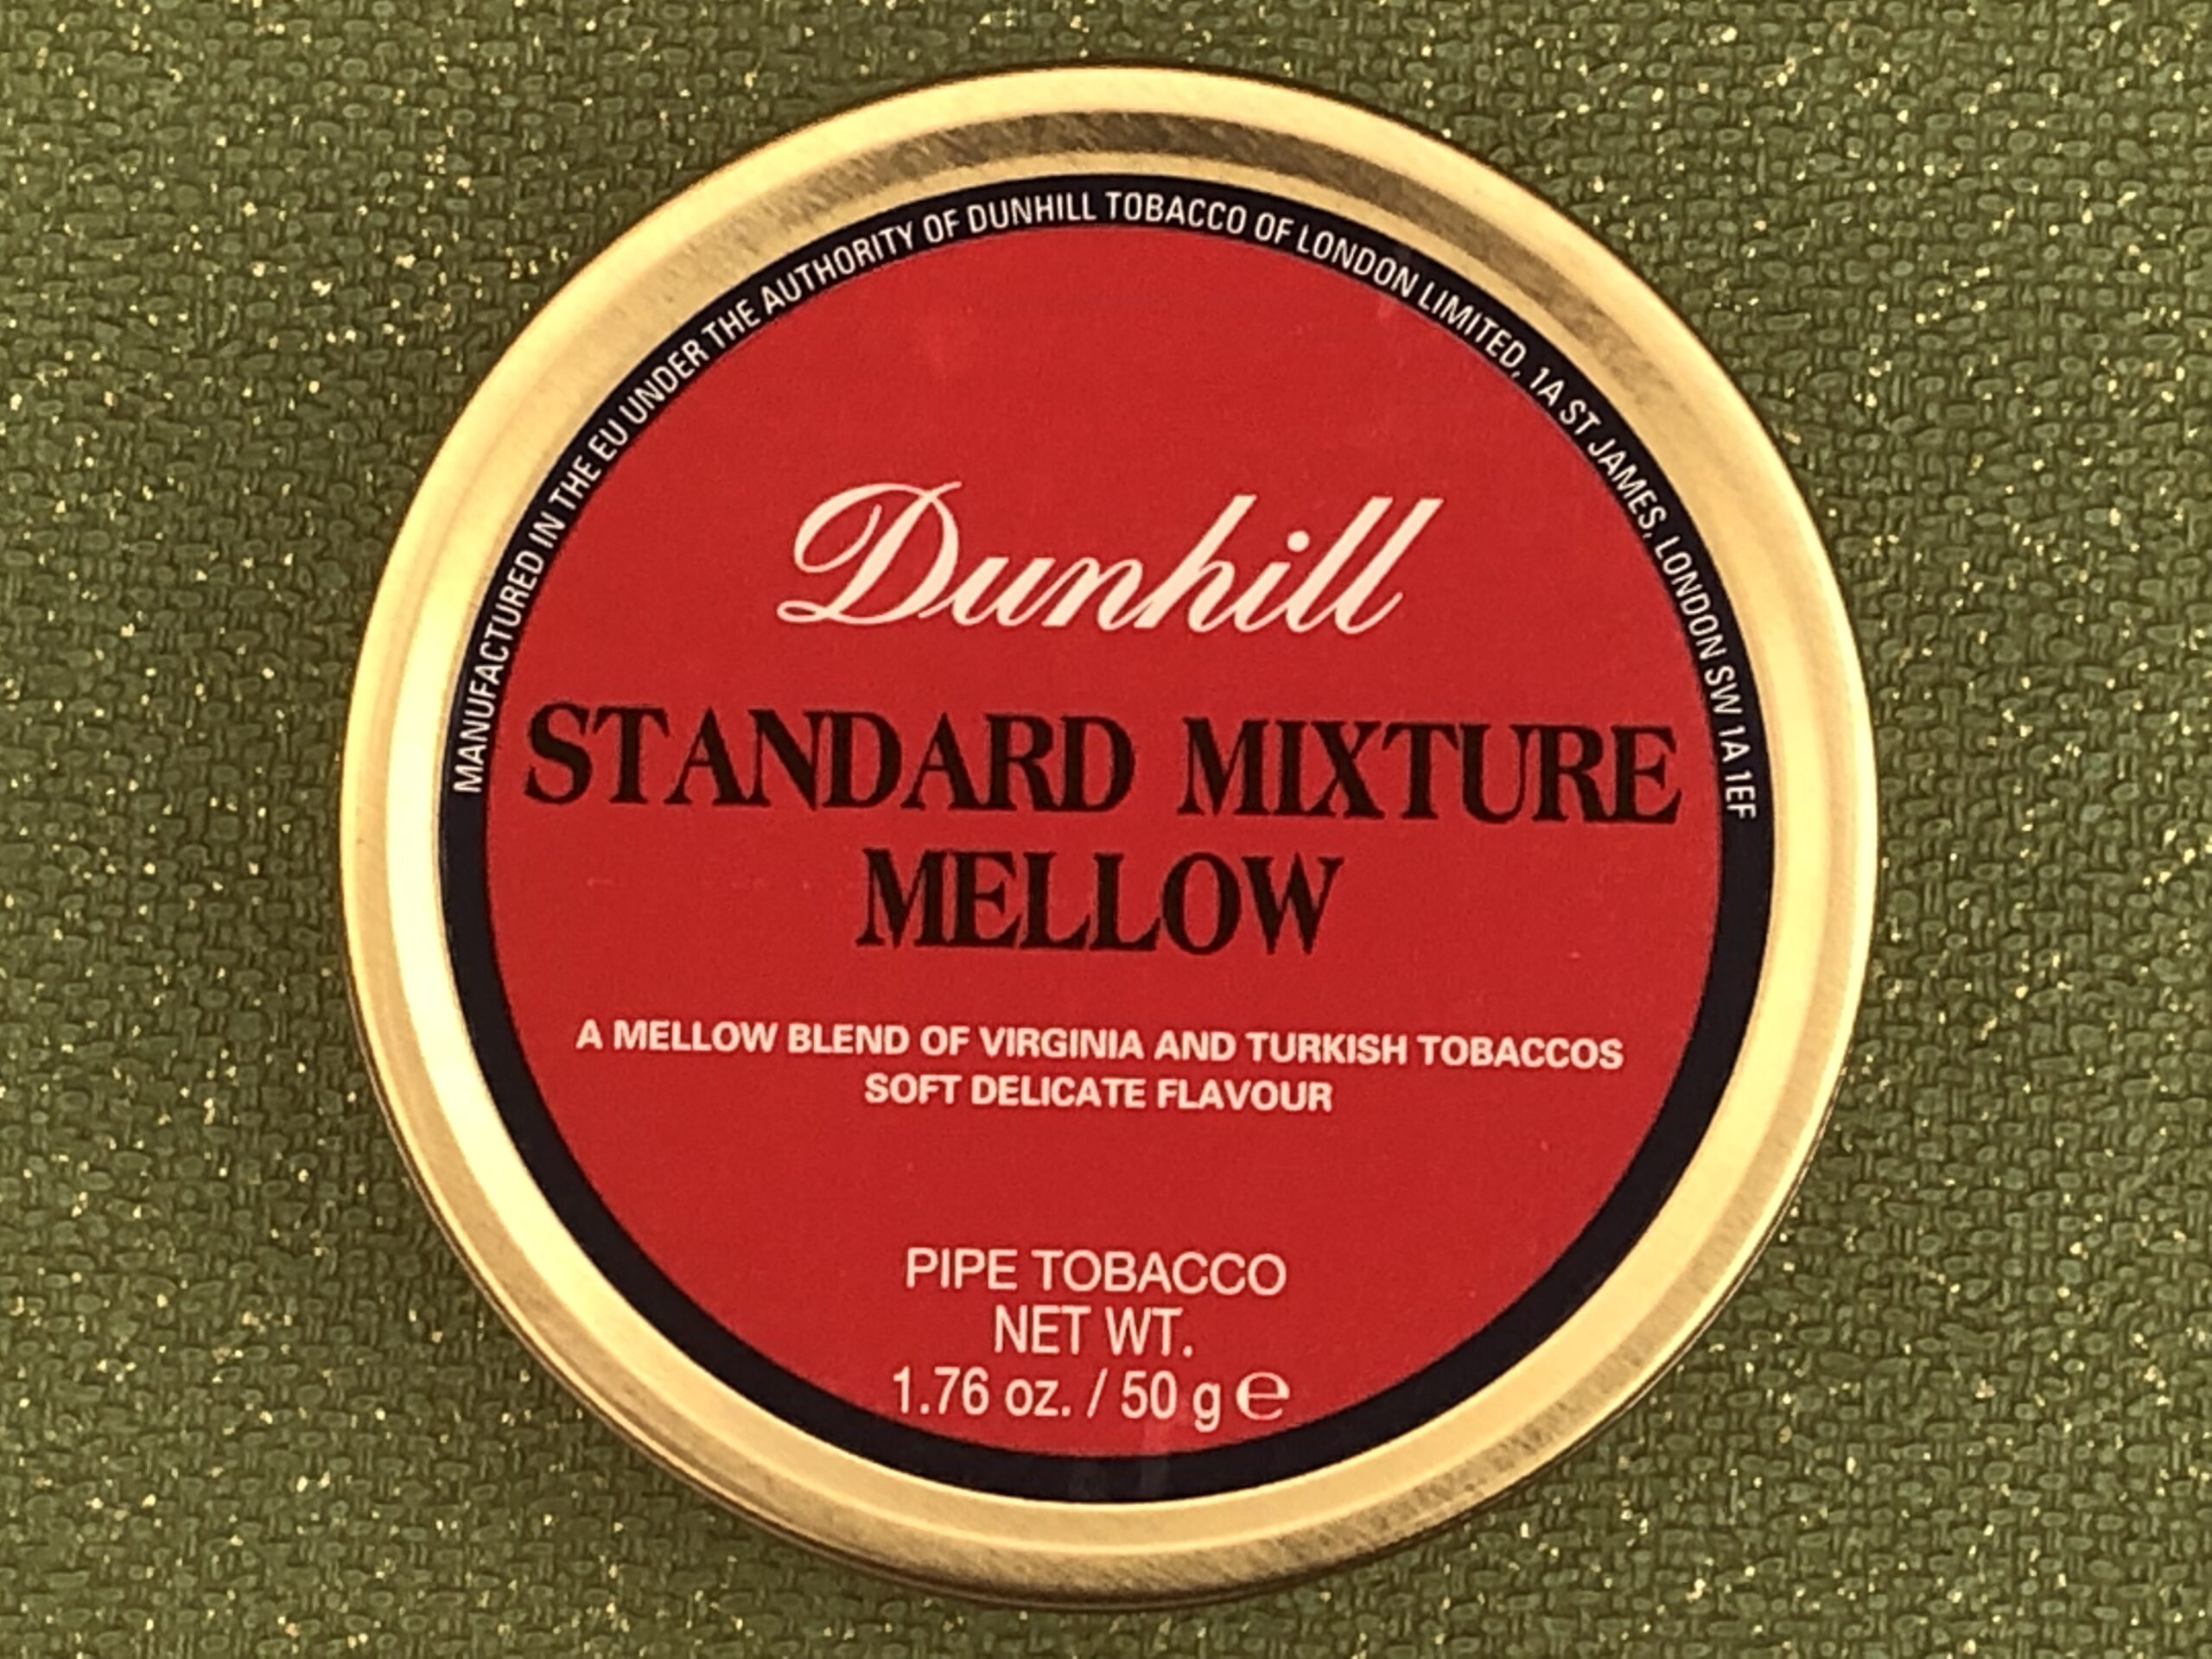 MANUFACTURED IN THE EU UNDER THE AUTHORITY OF DUNHILL TOBACCO OF LONDON LIMITED, 1A ST JAMES, LONDON SW1A 1EF
Dunhill
STANDARD MIXTURE
MELLOW
A MELLOW BLEND OF VIRGINIA AND TURKISH TOBACCOS
SOFT DELICATE FLAVOUR
PIPE TOBACCO
NET WT.
1.76 oz. / 50 g ℮